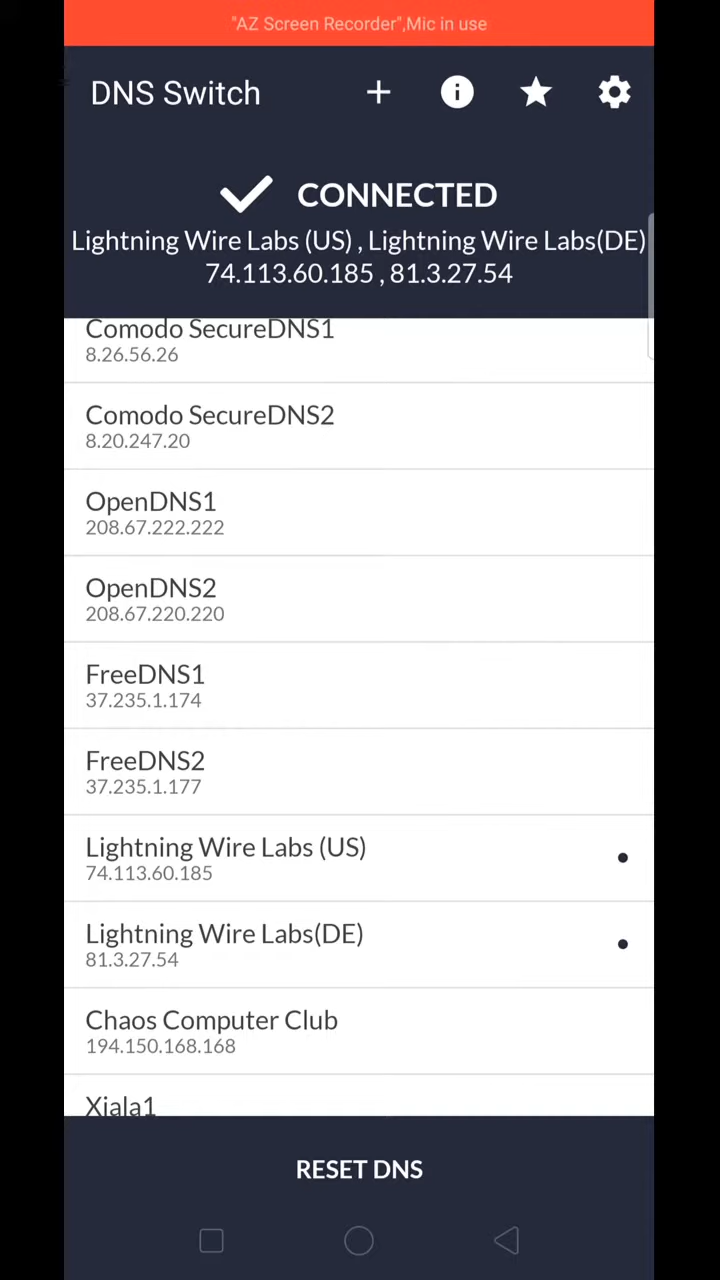 "AZ Screen Recorder",Mic in use
DNS Switch
CONNECTED
Lightning Wire Labs (US) , Lightning Wire Labs(DE)
74.113.60.185 , 81.3.27.54
Comodo SecureDNS1
8.26.56.26
Comodo SecureDNS2
8.20.247.20
OpenDNS1
208.67.222.222
OpenDNS2
208.67.220.220
FreeDNS1
37.235.1.174
FreeDNS2
37.235.1.177
Lightning Wire Labs (US)
74.113.60.185
Lightning Wire Labs(DE)
81.3.27.54
Chaos Computer Club
194.150.168.168
Xiala1
RESET DNS